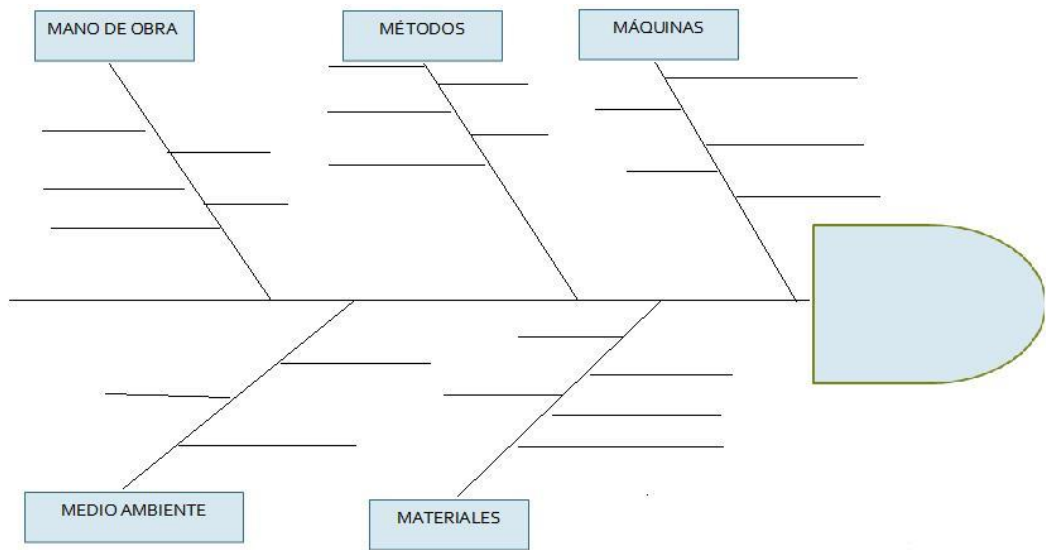 MANO DE OBRA
MÉTODOS
MÁQUINAS
MEDIO AMBIENTE
MATERIALES